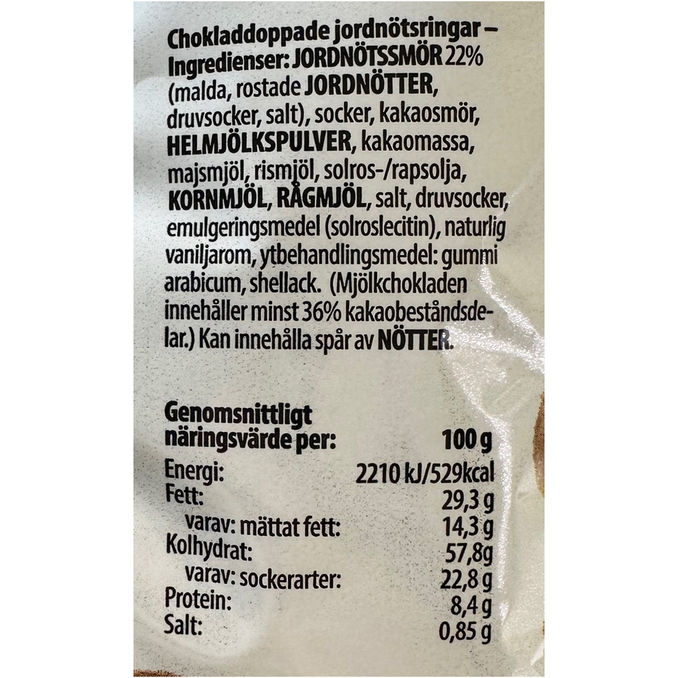 Chokladdoppade jordnötsringar –
Ingredienser: JORDNÖTSSMÖR 22%
(malda, rostade JORDNÖTTER,
druvsocker, salt), socker, kakaosmör,
HELMJÖLKSPULVER, kakaomassa,
majsmjöl, rismjöl, solros-/rapsolja,
KORNMJÖL, RÅGMJÖL, salt, druvsocker,
emulgeringsmedel (solroslecitin), naturlig
vaniljarom, ytbehandlingsmedel: gummi
arabicum, shellack. (Mjölkchokladen
innehåller minst 36% kakaobeståndsde-
lar.) Kan innehålla spår av NÖTTER.
Genomsnittligt
näringsvärde per: 100 g
Energi: 2210 kJ/529kcal
Fett: 29,3 g
varav: mättat fett: 14,3 g
Kolhydrat: 57,8g
varav: sockerarter: 22,8 g
Protein: 8,4 g
Salt: 0,85 g